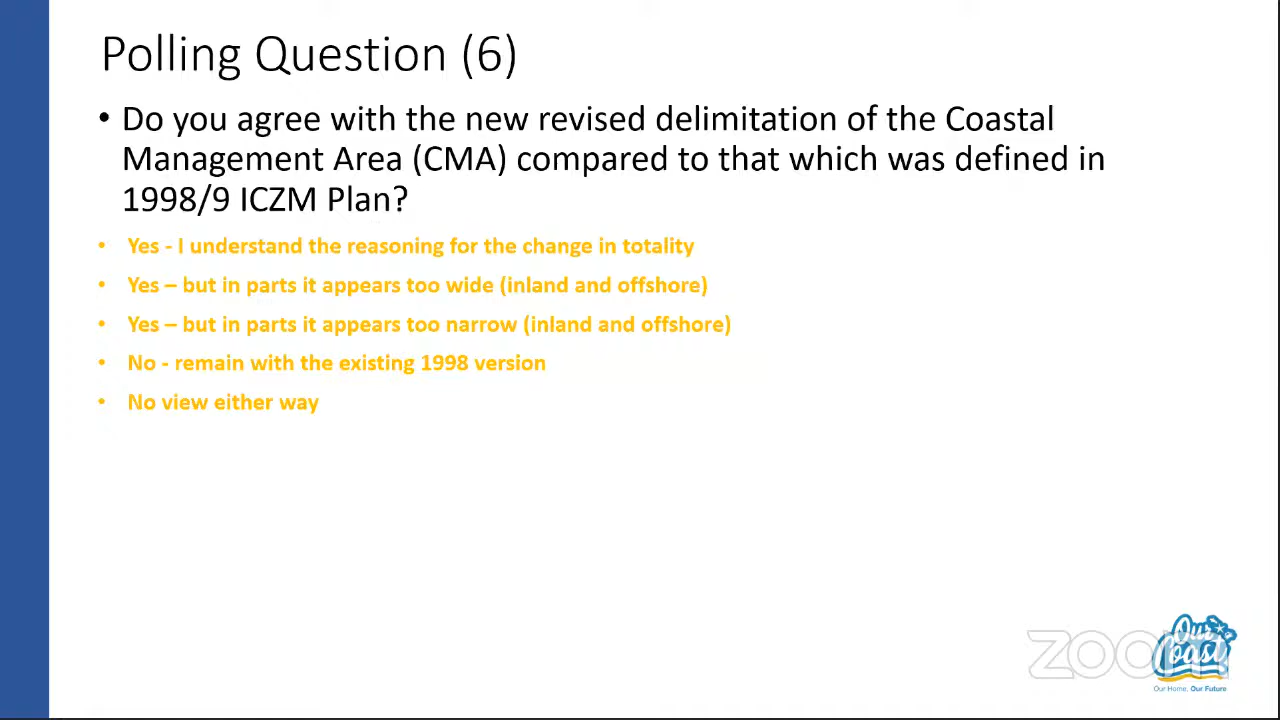 Polling Question (6)
• Do you agree with the new revised delimitation of the Coastal
Management Area (CMA) compared to that which was defined in
1998/9 ICZM Plan?
• Yes - I understand the reasoning for the change in totality
• Yes – but in parts it appears too wide (inland and offshore)
• Yes – but in parts it appears too narrow (inland and offshore)
• No - remain with the existing 1998 version
• No view either way
zoom
Our
Coast
Our Home, Our Future